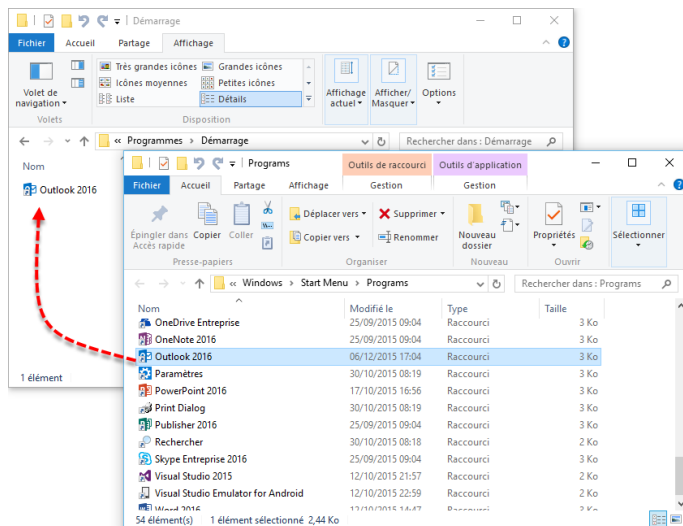 Démarrage
Fichier Accueil Partage Affichage
Très grandes icônes Grandes icônes
Icônes moyennes Petites icônes
Liste Détails
Volet de navigation
Affichage actuel
Afficher/Masquer
Options
Volets Disposition
« Programmes › Démarrage
Rechercher dans : Démarrage
Nom
Outlook 2016
1 élément
Programs
Outils de raccourci Outils d'application
Fichier Accueil Partage Affichage Gestion Gestion
Épingler dans Accès rapide
Copier Coller
Déplacer vers Supprimer
Copier vers Renommer
Nouveau dossier
Propriétés
Sélectionner
Presse-papiers Organiser Nouveau Ouvrir
« Windows › Start Menu › Programs
Rechercher dans : Programs
Nom Modifié le Type Taille
OneDrive Entreprise 25/09/2015 09:04 Raccourci 3 Ko
OneNote 2016 25/09/2015 09:04 Raccourci 3 Ko
Outlook 2016 06/12/2015 17:04 Raccourci 3 Ko
Paramètres 30/10/2015 08:19 Raccourci 3 Ko
PowerPoint 2016 17/10/2015 16:56 Raccourci 3 Ko
Print Dialog 30/10/2015 08:19 Raccourci 3 Ko
Publisher 2016 25/09/2015 09:04 Raccourci 3 Ko
Rechercher 30/10/2015 08:18 Raccourci 2 Ko
Skype Entreprise 2016 25/09/2015 09:04 Raccourci 3 Ko
Visual Studio 2015 12/10/2015 21:57 Raccourci 2 Ko
Visual Studio Emulator for Android 12/10/2015 22:59 Raccourci 2 Ko
Word 2016 12/10/2015 14:47 Raccourci 3 Ko
54 élément(s) 1 élément sélectionné 2,44 Ko